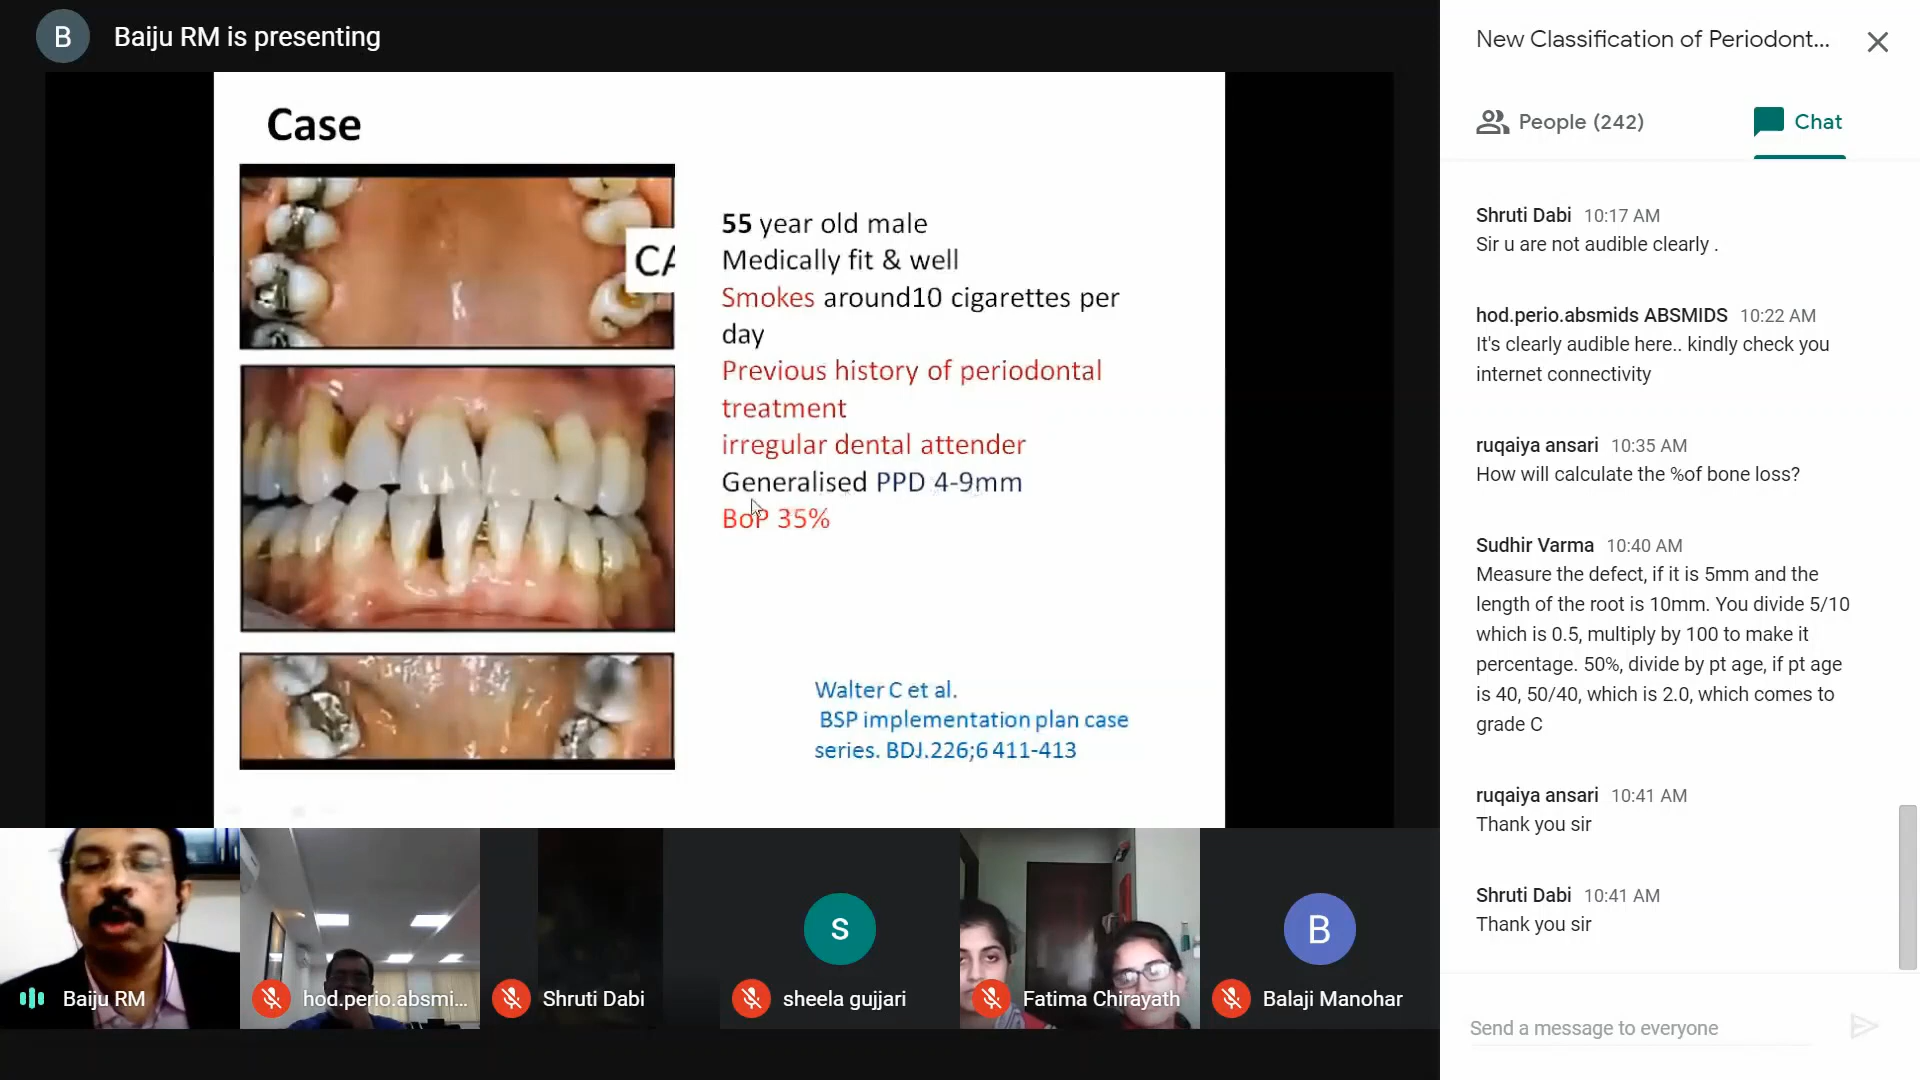 B
Baiju RM is presenting
Case
CA
55 year old male
Medically fit & well
Smokes around10 cigarettes per
day
Previous history of periodontal
treatment
irregular dental attender
Generalised PPD 4-9mm
BoP 35%
Walter C et al.
BSP implementation plan case
series. BDJ.226;6 411-413
Baiju RM
hod.perio.absmi...
Shruti Dabi
s
sheela gujjari
Fatima Chirayath
B
Balaji Manohar
New Classification of Periodont...
People (242)
Chat
Shruti Dabi 10:17 AM
Sir u are not audible clearly .
hod.perio.absmids ABSMIDS 10:22 AM
It's clearly audible here.. kindly check you
internet connectivity
ruqaiya ansari 10:35 AM
How will calculate the %of bone loss?
Sudhir Varma 10:40 AM
Measure the defect, if it is 5mm and the
length of the root is 10mm. You divide 5/10
which is 0.5, multiply by 100 to make it
percentage. 50%, divide by pt age, if pt age
is 40, 50/40, which is 2.0, which comes to
grade C
ruqaiya ansari 10:41 AM
Thank you sir
Shruti Dabi 10:41 AM
Thank you sir
Send a message to everyone